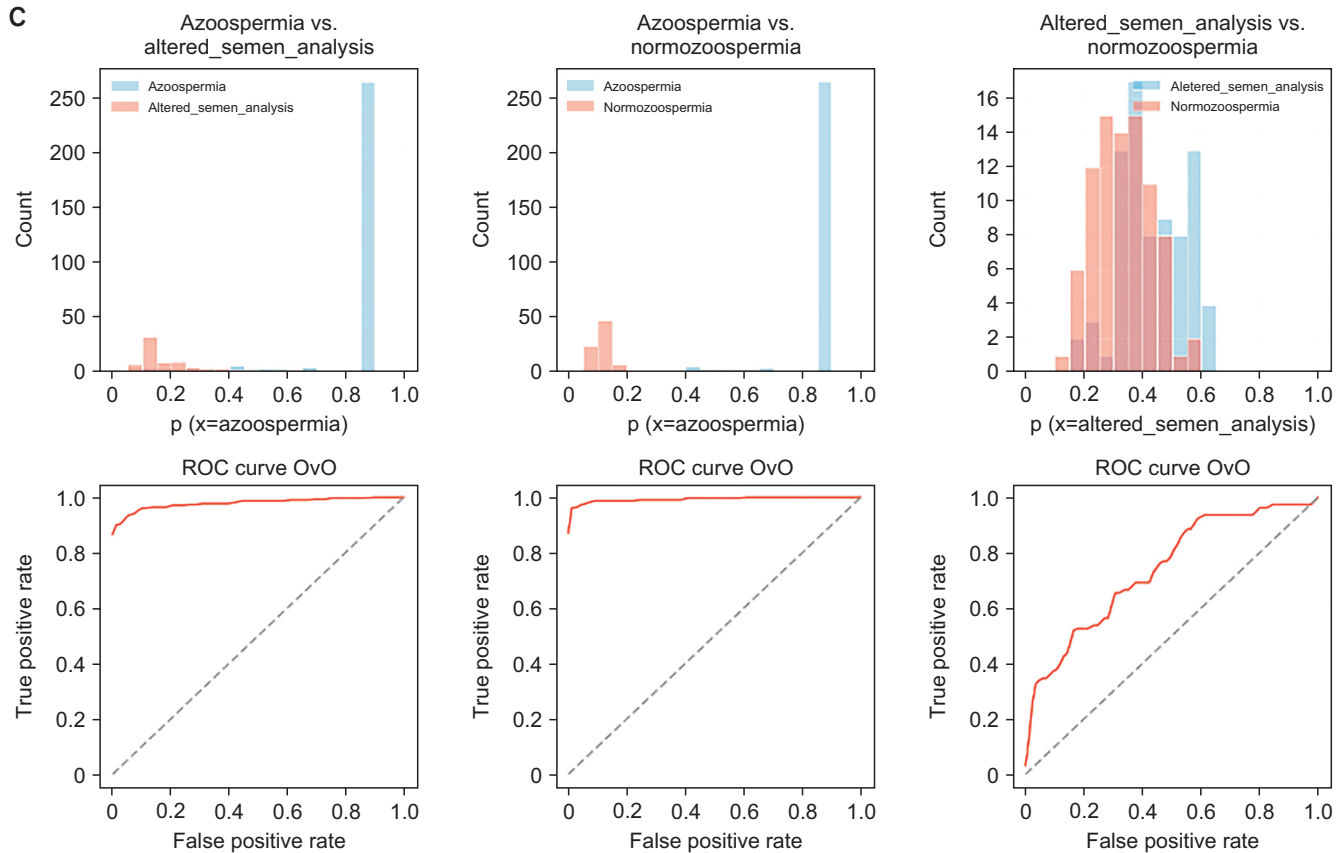 C
Azoospermia vs.
altered_semen_analysis
Azoospermia
Altered_semen_analysis
Count
250
200
150
100
50
0
0 0.2 0.4 0.6 0.8 1.0
p (x=azoospermia)
Azoospermia vs.
normozoospermia
Azoospermia
Normozoospermia
Count
250
200
150
100
50
0
0 0.2 0.4 0.6 0.8 1.0
p (x=azoospermia)
Altered_semen_analysis vs.
normozoospermia
Aletered_semen_analysis
Normozoospermia
Count
16
14
12
10
8
6
4
2
0
0 0.2 0.4 0.6 0.8 1.0
p (x=altered_semen_analysis)
ROC curve OvO
True positive rate
1.0
0.8
0.6
0.4
0.2
0
0 0.2 0.4 0.6 0.8 1.0
False positive rate
ROC curve OvO
True positive rate
1.0
0.8
0.6
0.4
0.2
0
0 0.2 0.4 0.6 0.8 1.0
False positive rate
ROC curve OvO
True positive rate
1.0
0.8
0.6
0.4
0.2
0
0 0.2 0.4 0.6 0.8 1.0
False positive rate